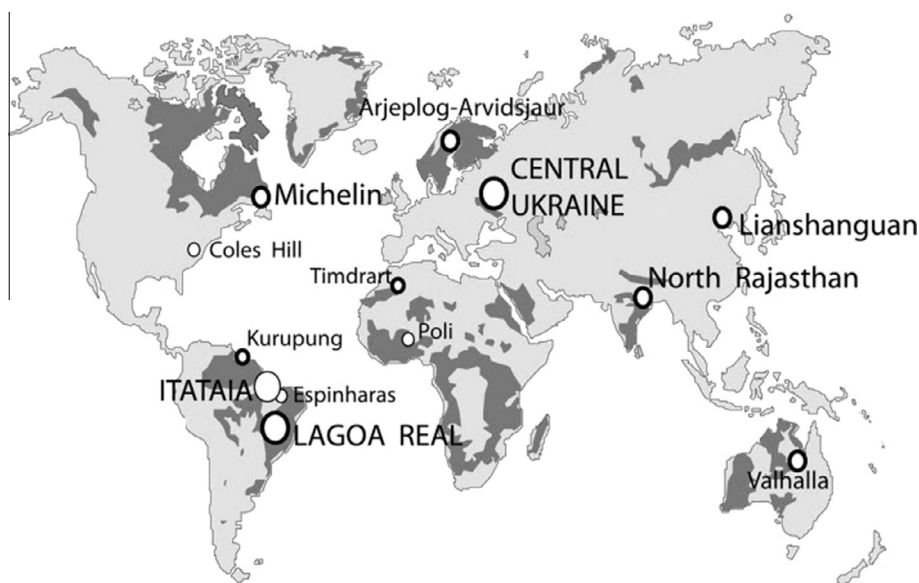 Arjeplog-Arvidsjaur
CENTRAL
UKRAINE
Michelin
Lianshanguan
Coles Hill
Timdrart
North Rajasthan
Kurupung
Poli
ITATAIA
Espinharas
LAGOA REAL
Valhalla